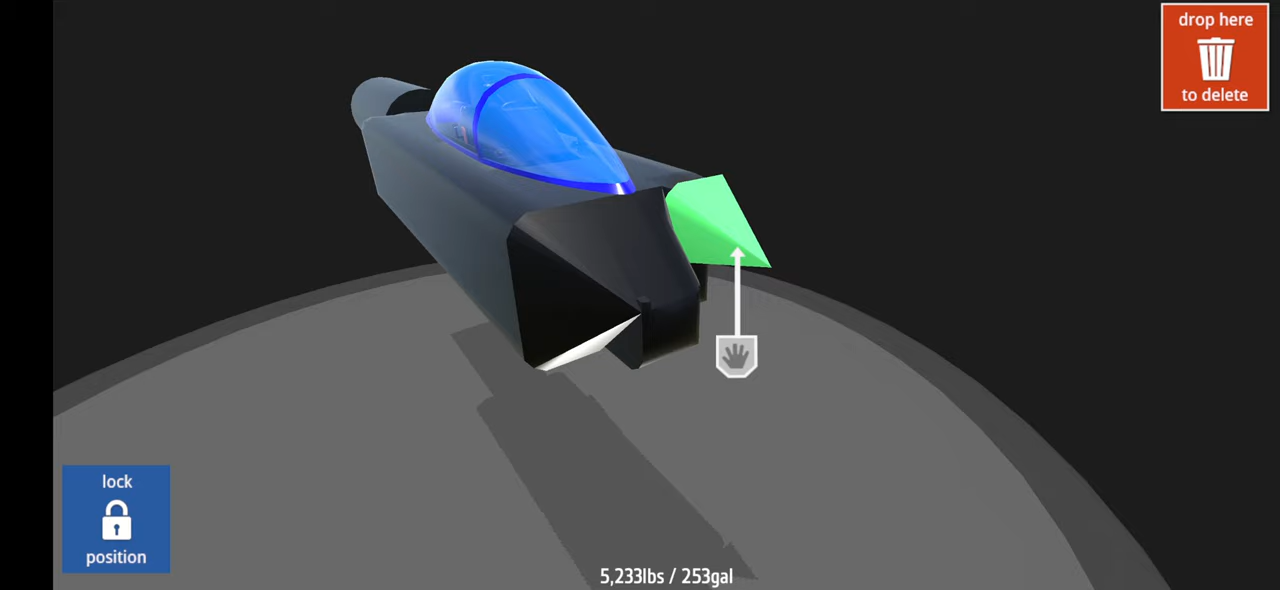 drop here
to delete
lock
position
5,233lbs / 253gal